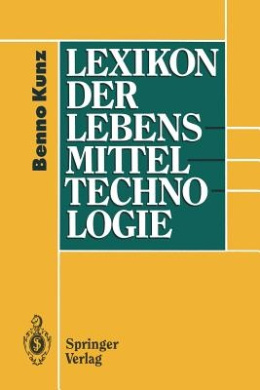 Benno Kunz
LEXIKON
DER
LEBENS
MITTEL
TECHNO
LOGIE
Springer
Verlag